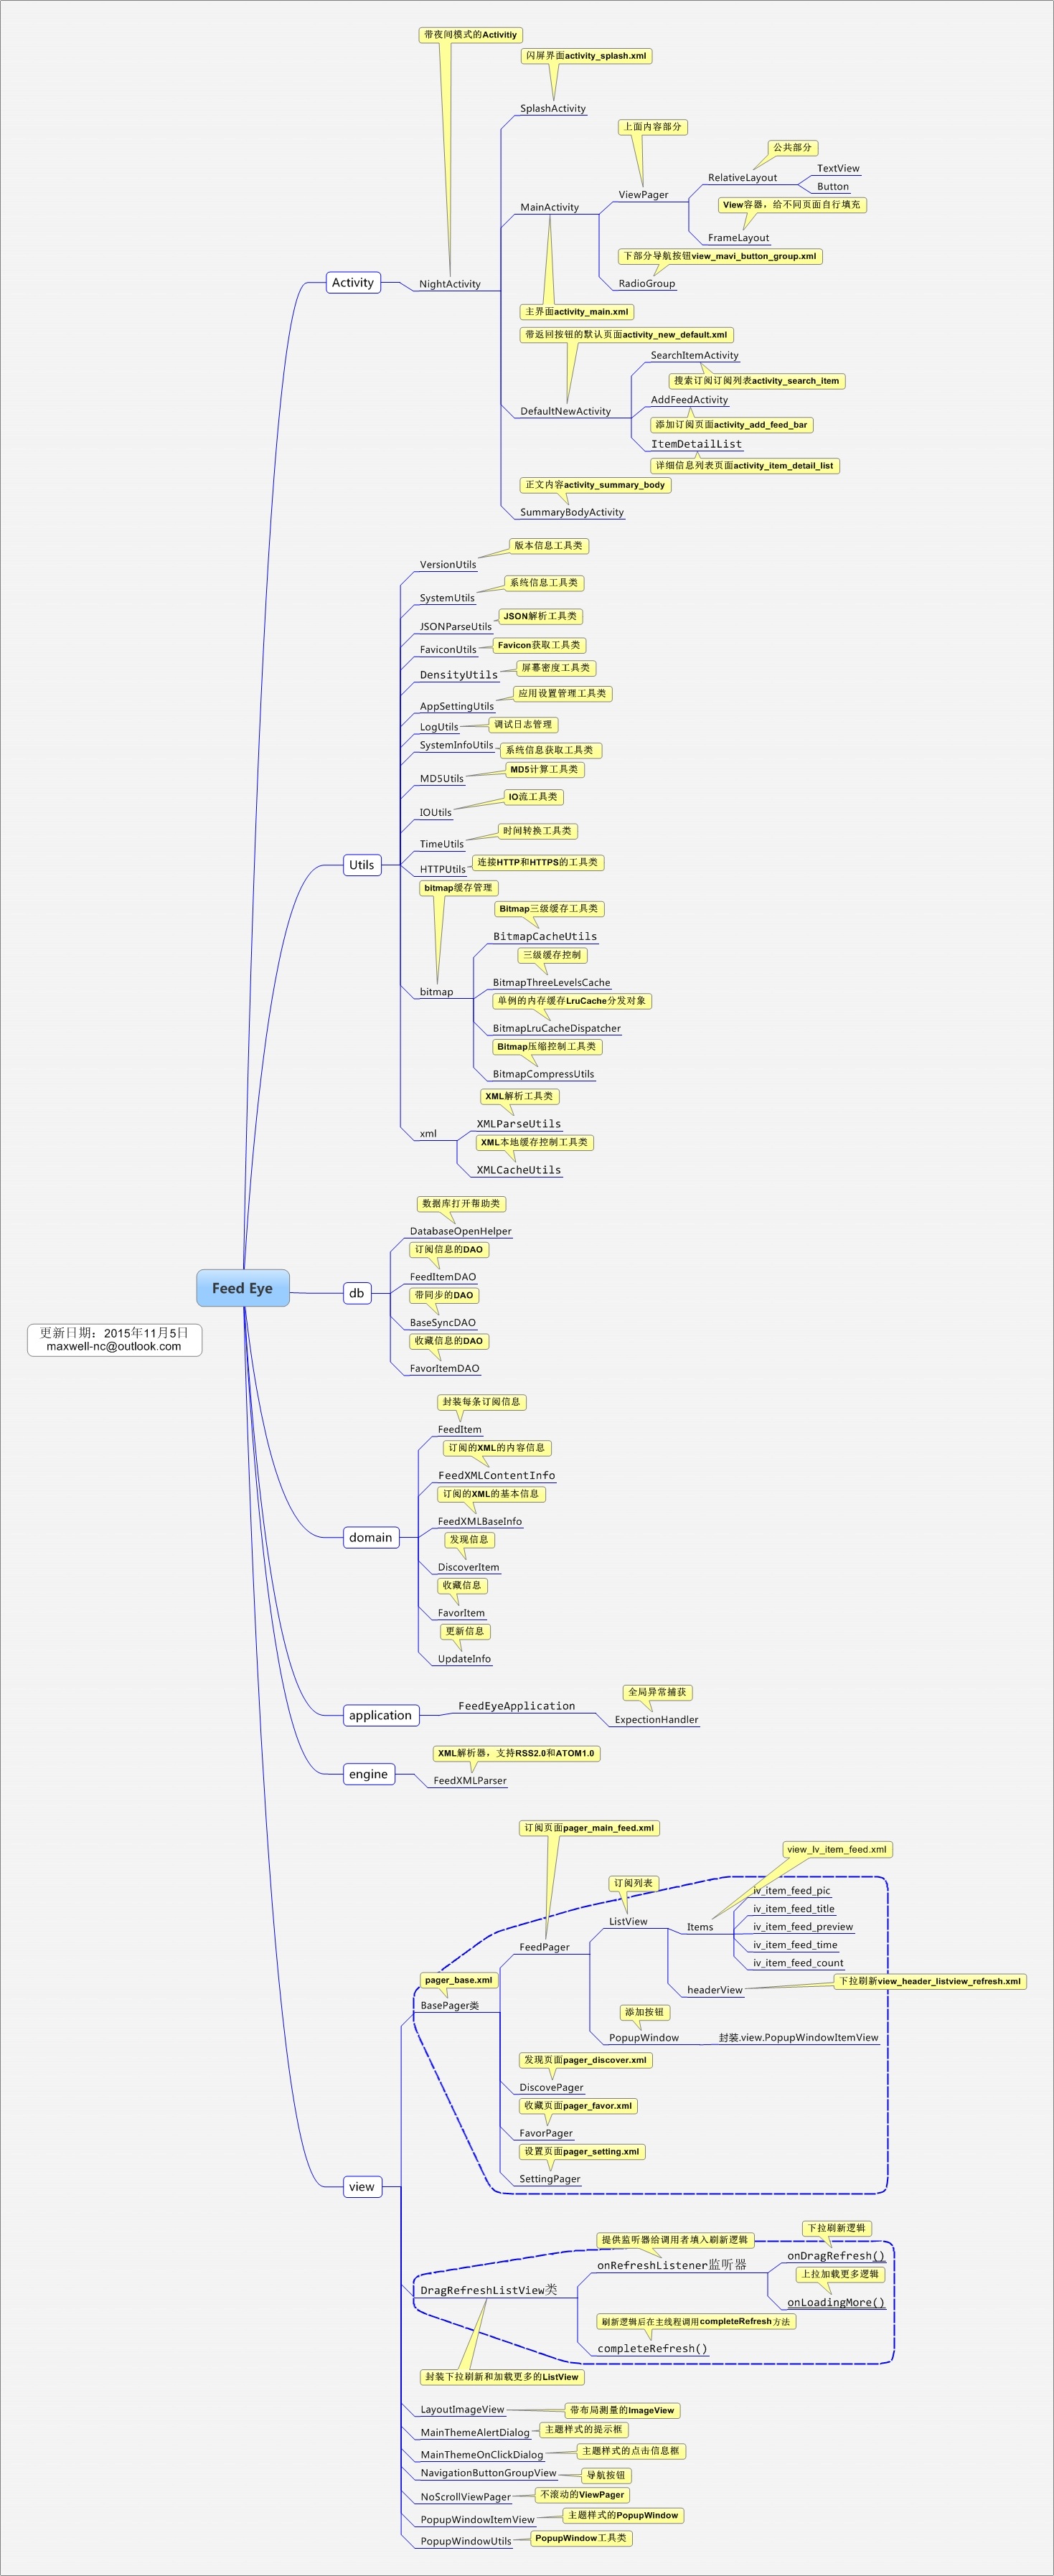 带夜间模式的Activitiy
闪屏界面activity_splash.xml
SplashActivity
上面内容部分
公共部分
TextView
RelativeLayout
Button
ViewPager
View容器，给不同页面自行填充
MainActivity
FrameLayout
下部分导航按钮view_mavi_button_group.xml
RadioGroup
Activity
NightActivity
主界面activity_main.xml
带返回按钮的默认页面activity_new_default.xml
SearchItemActivity
搜索订阅订阅列表activity_search_item
AddFeedActivity
DefaultNewActivity
添加订阅页面activity_add_feed_bar
ItemDetailList
详细信息列表页面activity_item_detail_list
正文内容activity_summary_body
SummaryBodyActivity
版本信息工具类
VersionUtils
系统信息工具类
SystemUtils
JSON解析工具类
JSONParseUtils
Favicon获取工具类
FaviconUtils
屏幕密度工具类
DensityUtils
应用设置管理工具类
AppSettingUtils
调试日志管理
LogUtils
SystemInfoUtils
系统信息获取工具类
MD5计算工具类
MD5Utils
IO流工具类
IOUtils
时间转换工具类
TimeUtils
连接HTTP和HTTPS的工具类
HTTPUtils
Utils
bitmap缓存管理
Bitmap三级缓存工具类
BitmapCacheUtils
三级缓存控制
BitmapThreeLevelsCache
bitmap
单例的内存缓存LruCache分发对象
BitmapLruCacheDispatcher
Bitmap压缩控制工具类
BitmapCompressUtils
XML解析工具类
XMLParseUtils
xml
XML本地缓存控制工具类
XMLCacheUtils
数据库打开帮助类
DatabaseOpenHelper
订阅信息的DAO
FeedItemDAO
Feed Eye
db
带同步的DAO
BaseSyncDAO
更新日期：2015年11月5日
maxwell-nc@outlook.com
收藏信息的DAO
FavorItemDAO
封装每条订阅信息
FeedItem
订阅的XML的内容信息
FeedXMLContentInfo
订阅的XML的基本信息
FeedXMLBaseInfo
domain
发现信息
DiscoverItem
收藏信息
FavorItem
更新信息
UpdateInfo
全局异常捕获
application
FeedEyeApplication
ExpectionHandler
XML解析器，支持RSS2.0和ATOM1.0
engine
FeedXMLParser
订阅页面pager_main_feed.xml
view_lv_item_feed.xml
订阅列表
iv_item_feed_pic
iv_item_feed_title
ListView
Items
iv_item_feed_preview
iv_item_feed_time
FeedPager
iv_item_feed_count
pager_base.xml
下拉刷新view_header_listview_refresh.xml
headerView
BasePager类
添加按钮
PopupWindow
封装.view.PopupWindowItemView
发现页面pager_discover.xml
DiscovePager
收藏页面pager_favor.xml
FavorPager
设置页面pager_setting.xml
SettingPager
view
下拉刷新逻辑
提供监听器给调用者填入刷新逻辑
onDragRefresh()
onRefreshListener监听器
上拉加载更多逻辑
DragRefreshListView类
onLoadingMore()
刷新逻辑后在主线程调用completeRefresh方法
completeRefresh()
封装下拉刷新和加载更多的ListView
LayoutImageView
带布局测量的ImageView
MainThemeAlertDialog
主题样式的提示框
MainThemeOnClickDialog
主题样式的点击信息框
NavigationButtonGroupView
导航按钮
NoScrollViewPager
不滚动的ViewPager
PopupWindowItemView
主题样式的PopupWindow
PopupWindowUtils
PopupWindow工具类